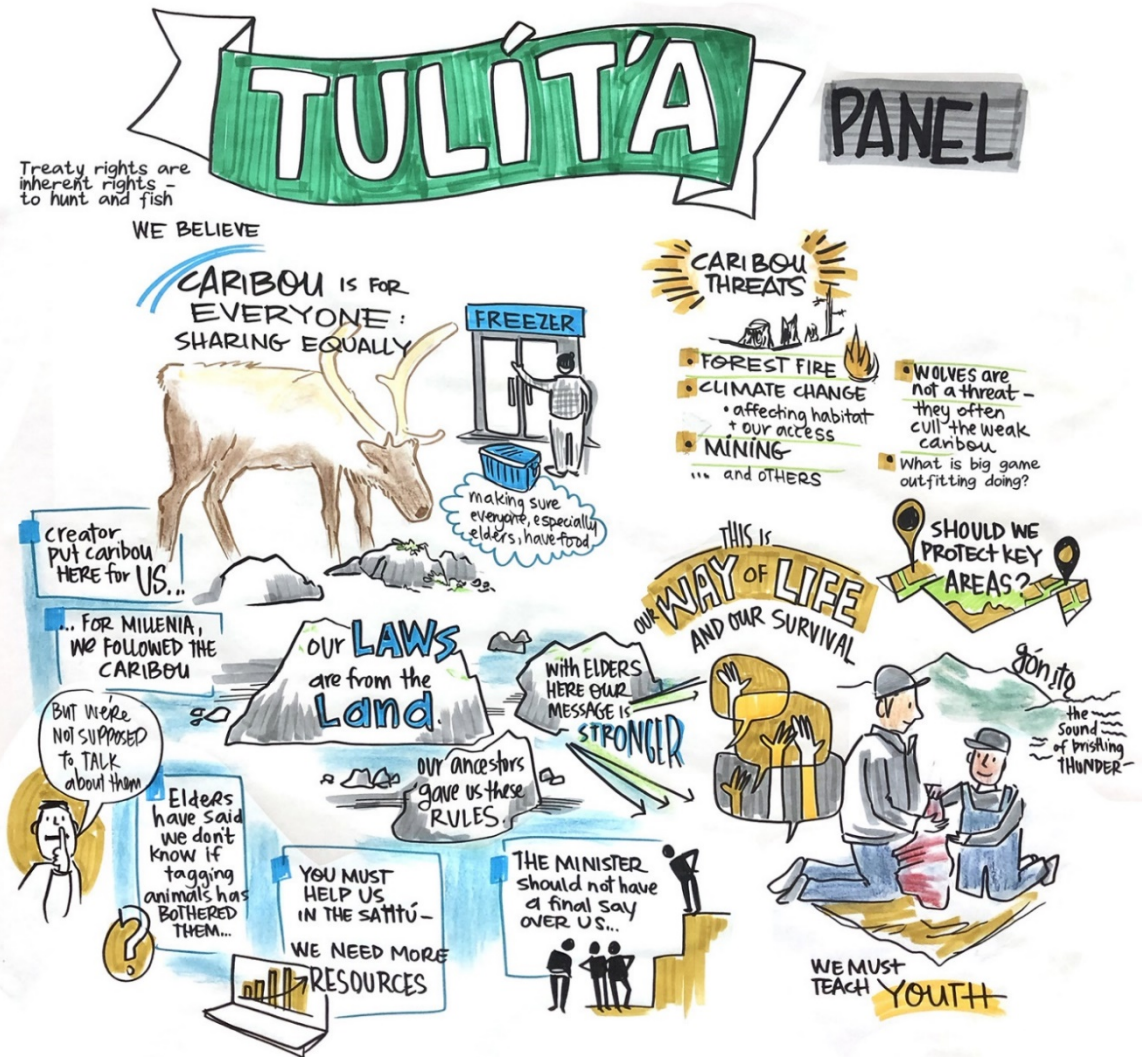 TULÍT'A
PANEL
Treaty rights are
inherent rights –
to hunt and fish
WE BELIEVE
CARIBOU IS FOR
EVERYONE:
SHARING EQUALLY
FREEZER
making sure
everyone, especially
elders, have food
CARIBOU
THREATS
• FOREST FIRE
• CLIMATE CHANGE
• affecting habitat
+ our access
• MINING
... and OTHERS
• WOLVES are
not a threat –
they often
cull the weak
caribou
• What is big game
outfitting doing?
creator
put caribou
HERE for US...
... FOR MILLENIA,
WE FOLLOWED THE
CARIBOU
BUT WE'RE
NOT SUPPOSED
TO TALK
about them
our LAWS
are from the
Land.
with ELDERS
HERE OUR
MESSAGE IS
STRONGER
our ancestors
gave us these
RULES.
THIS IS
OUR WAY OF LIFE
AND OUR SURVIVAL
SHOULD WE
PROTECT KEY
AREAS?
gónıto
the
sound
of bristling
THUNDER
Elders
have said
we don't
know if
tagging
animals has
BOTHERED
THEM...
?
YOU MUST
HELP US
IN THE SAHTÚ –
WE NEED MORE
RESOURCES
THE MINISTER
should not have
a final say
OVER US...
WE MUST
TEACH YOUTH